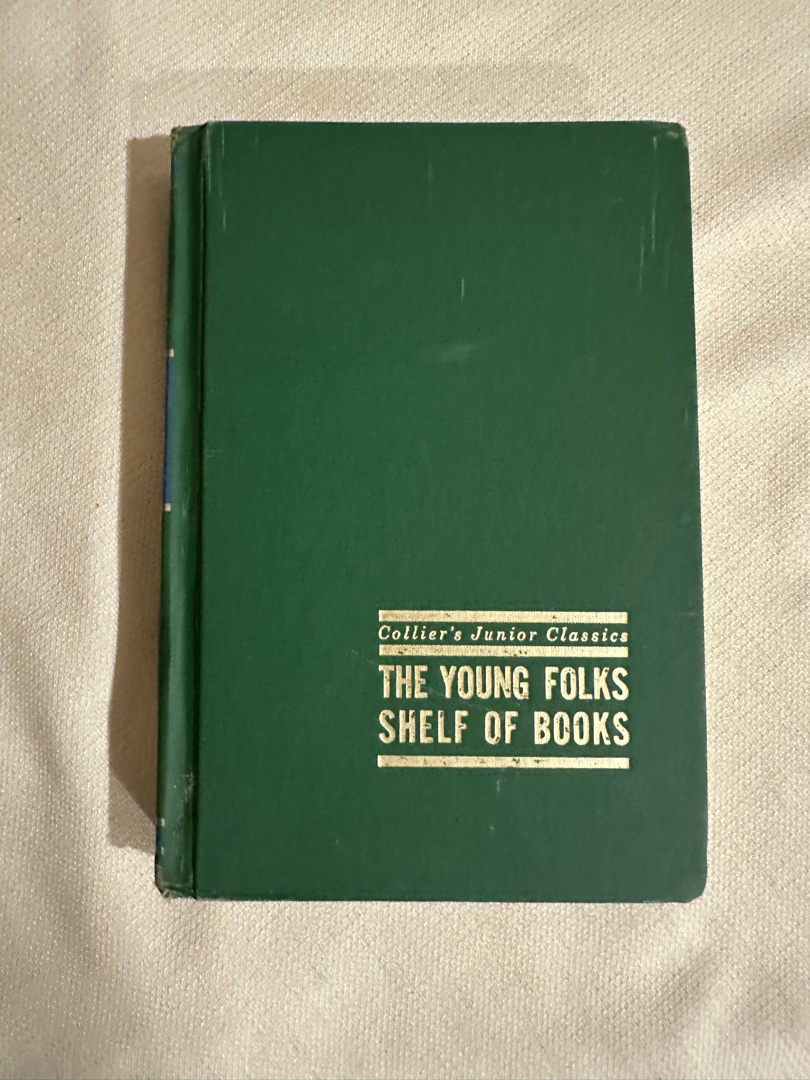 Collier's Junior Classics
THE YOUNG FOLKS
SHELF OF BOOKS